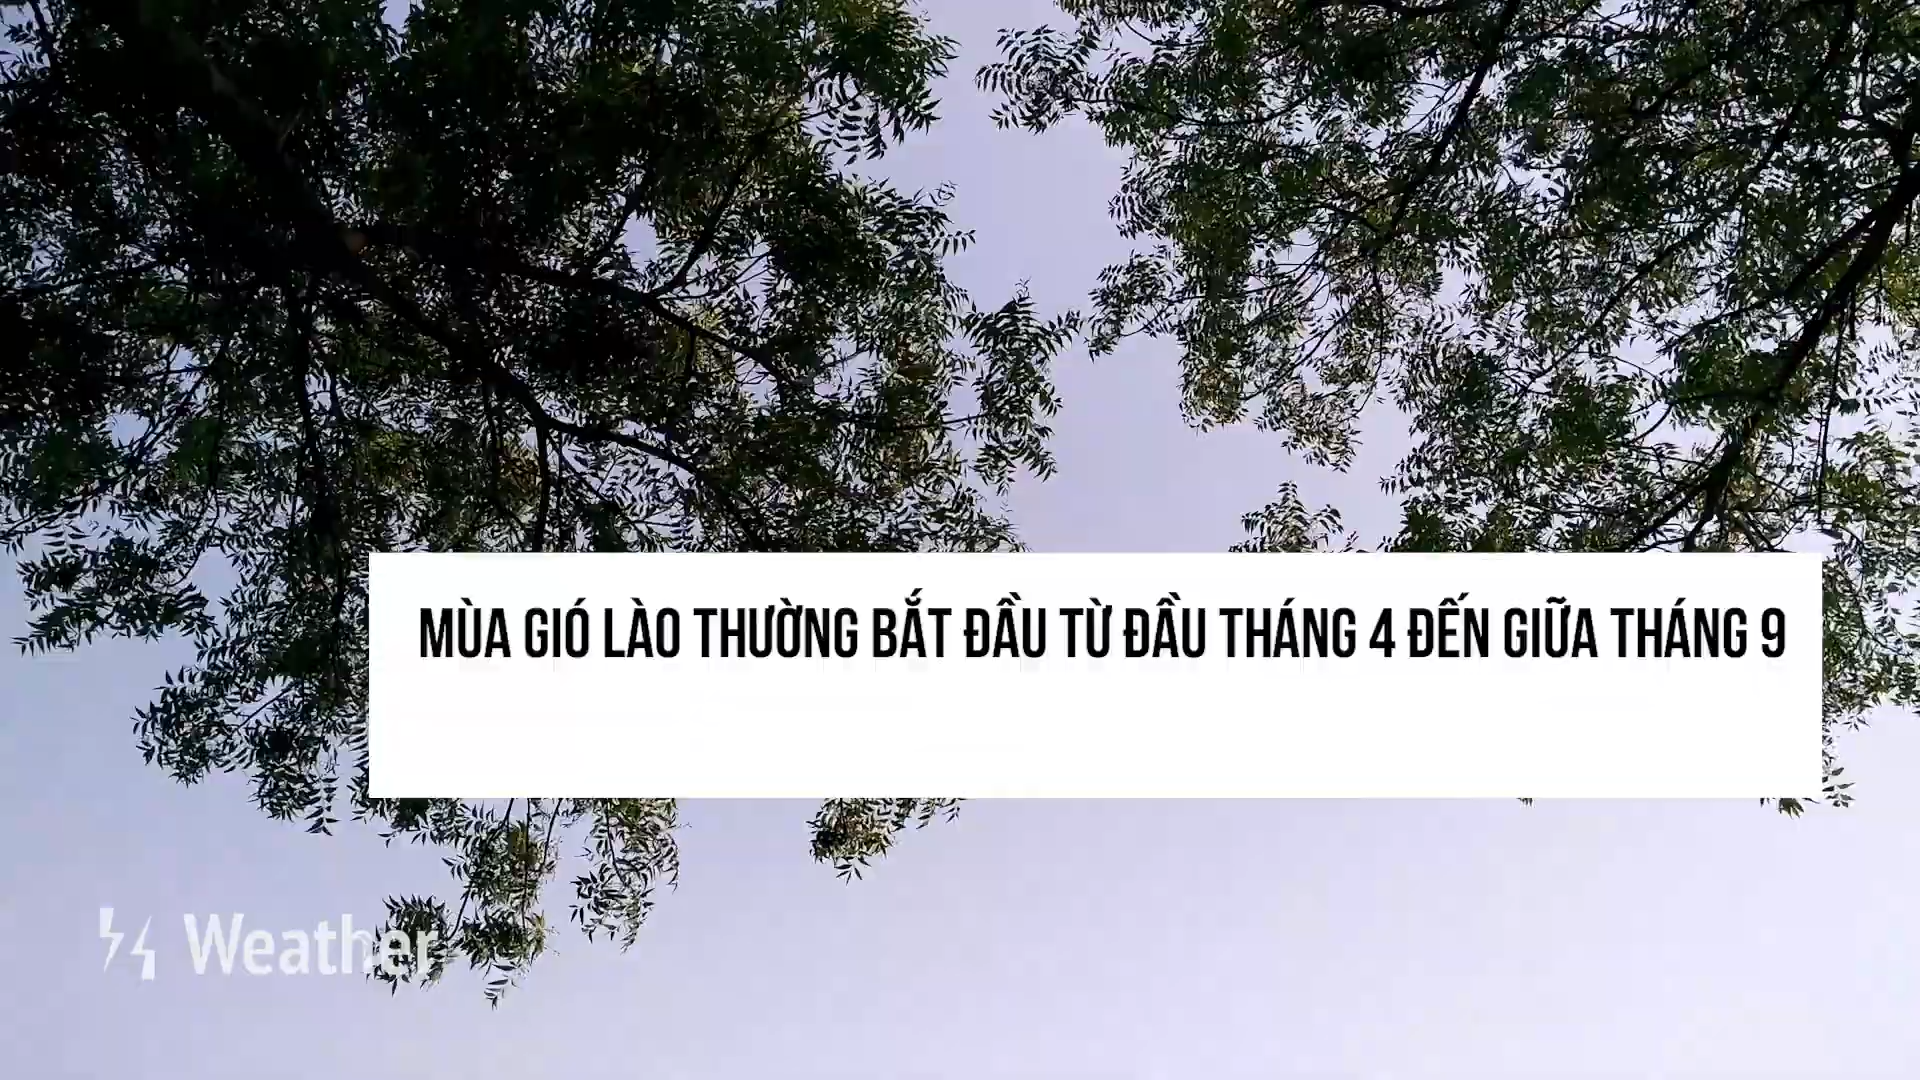 MÙA GIÓ LÀO THƯỜNG BẮT ĐẦU TỪ ĐẦU THÁNG 4 ĐẾN GIỮA THÁNG 9
Weather